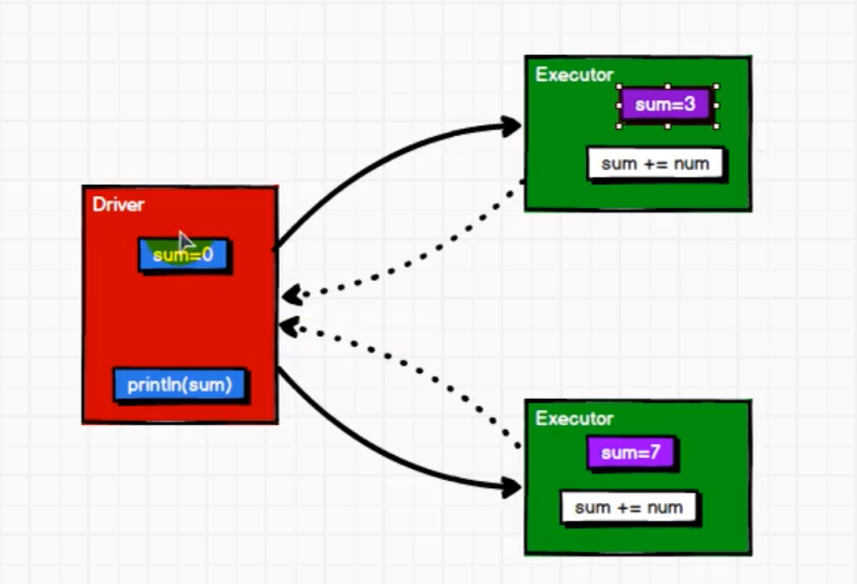 Driver
sum=0
println(sum)
Executor
sum=3
sum += num
Executor
sum=7
sum += num